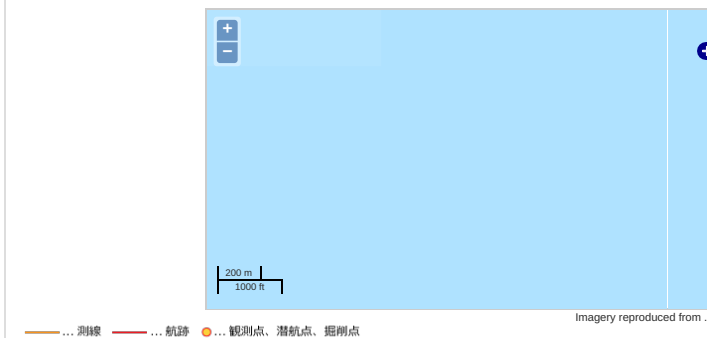 +
−
200 m
1000 ft
Imagery reproduced from .
... 測線 ... 航跡 ... 観測点、潜航点、掘削点